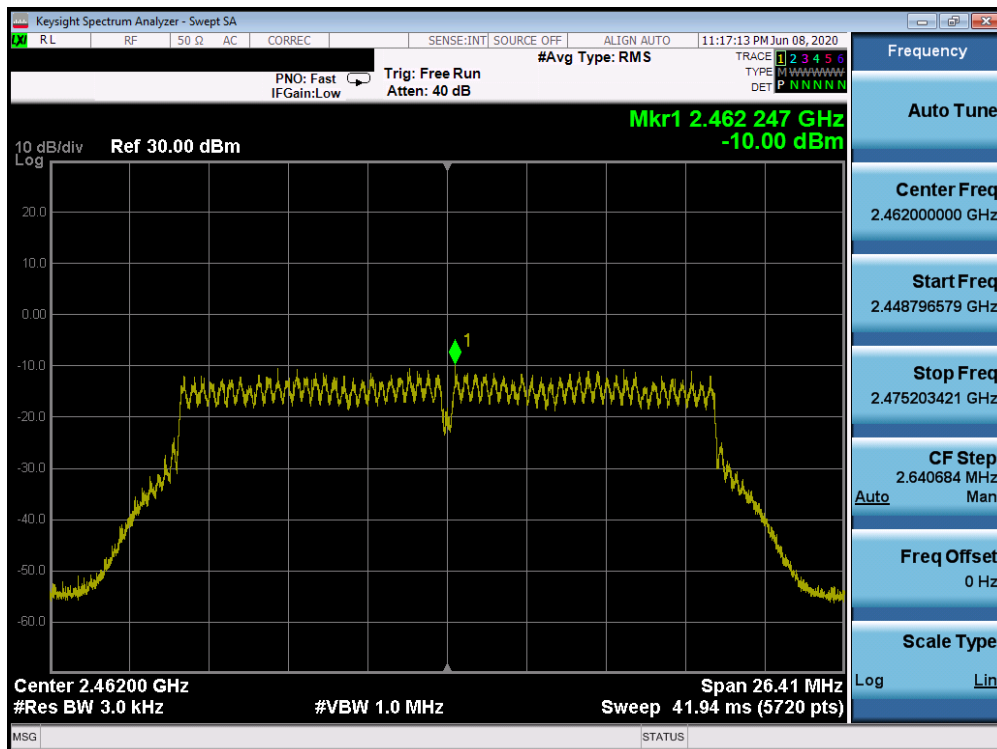 Keysight Spectrum Analyzer - Swept SA
LXI RL RF 50 Ω AC CORREC SENSE:INT SOURCE OFF ALIGN AUTO 11:17:13 PM Jun 08, 2020
PNO: Fast
IFGain:Low
Trig: Free Run
Atten: 40 dB
#Avg Type: RMS
TRACE 1 2 3 4 5 6
TYPE M W W W W W
DET P N N N N N
Mkr1 2.462 247 GHz
-10.00 dBm
10 dB/div Ref 30.00 dBm
Log
20.0
10.0
0.00
-10.0
-20.0
-30.0
-40.0
-50.0
-60.0
1
Center 2.46200 GHz Span 26.41 MHz
#Res BW 3.0 kHz #VBW 1.0 MHz Sweep 41.94 ms (5720 pts)
MSG STATUS
Frequency
Auto Tune
Center Freq
2.462000000 GHz
Start Freq
2.448796579 GHz
Stop Freq
2.475203421 GHz
CF Step
2.640684 MHz
Auto Man
Freq Offset
0 Hz
Scale Type
Log Lin